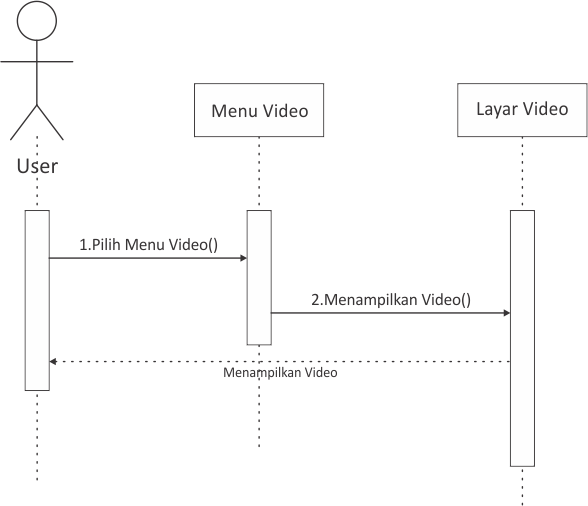 Menu Video
Layar Video
User
1.Pilih Menu Video()
2.Menampilkan Video()
Menampilkan Video